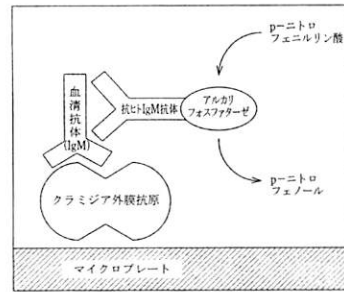 p-ニトロ
フェニルリン酸
血清抗体
(IgM)
抗ヒトIgM抗体
アルカリ
フォスファターゼ
p-ニトロ
フェノール
クラミジア外膜抗原
マイクロプレート